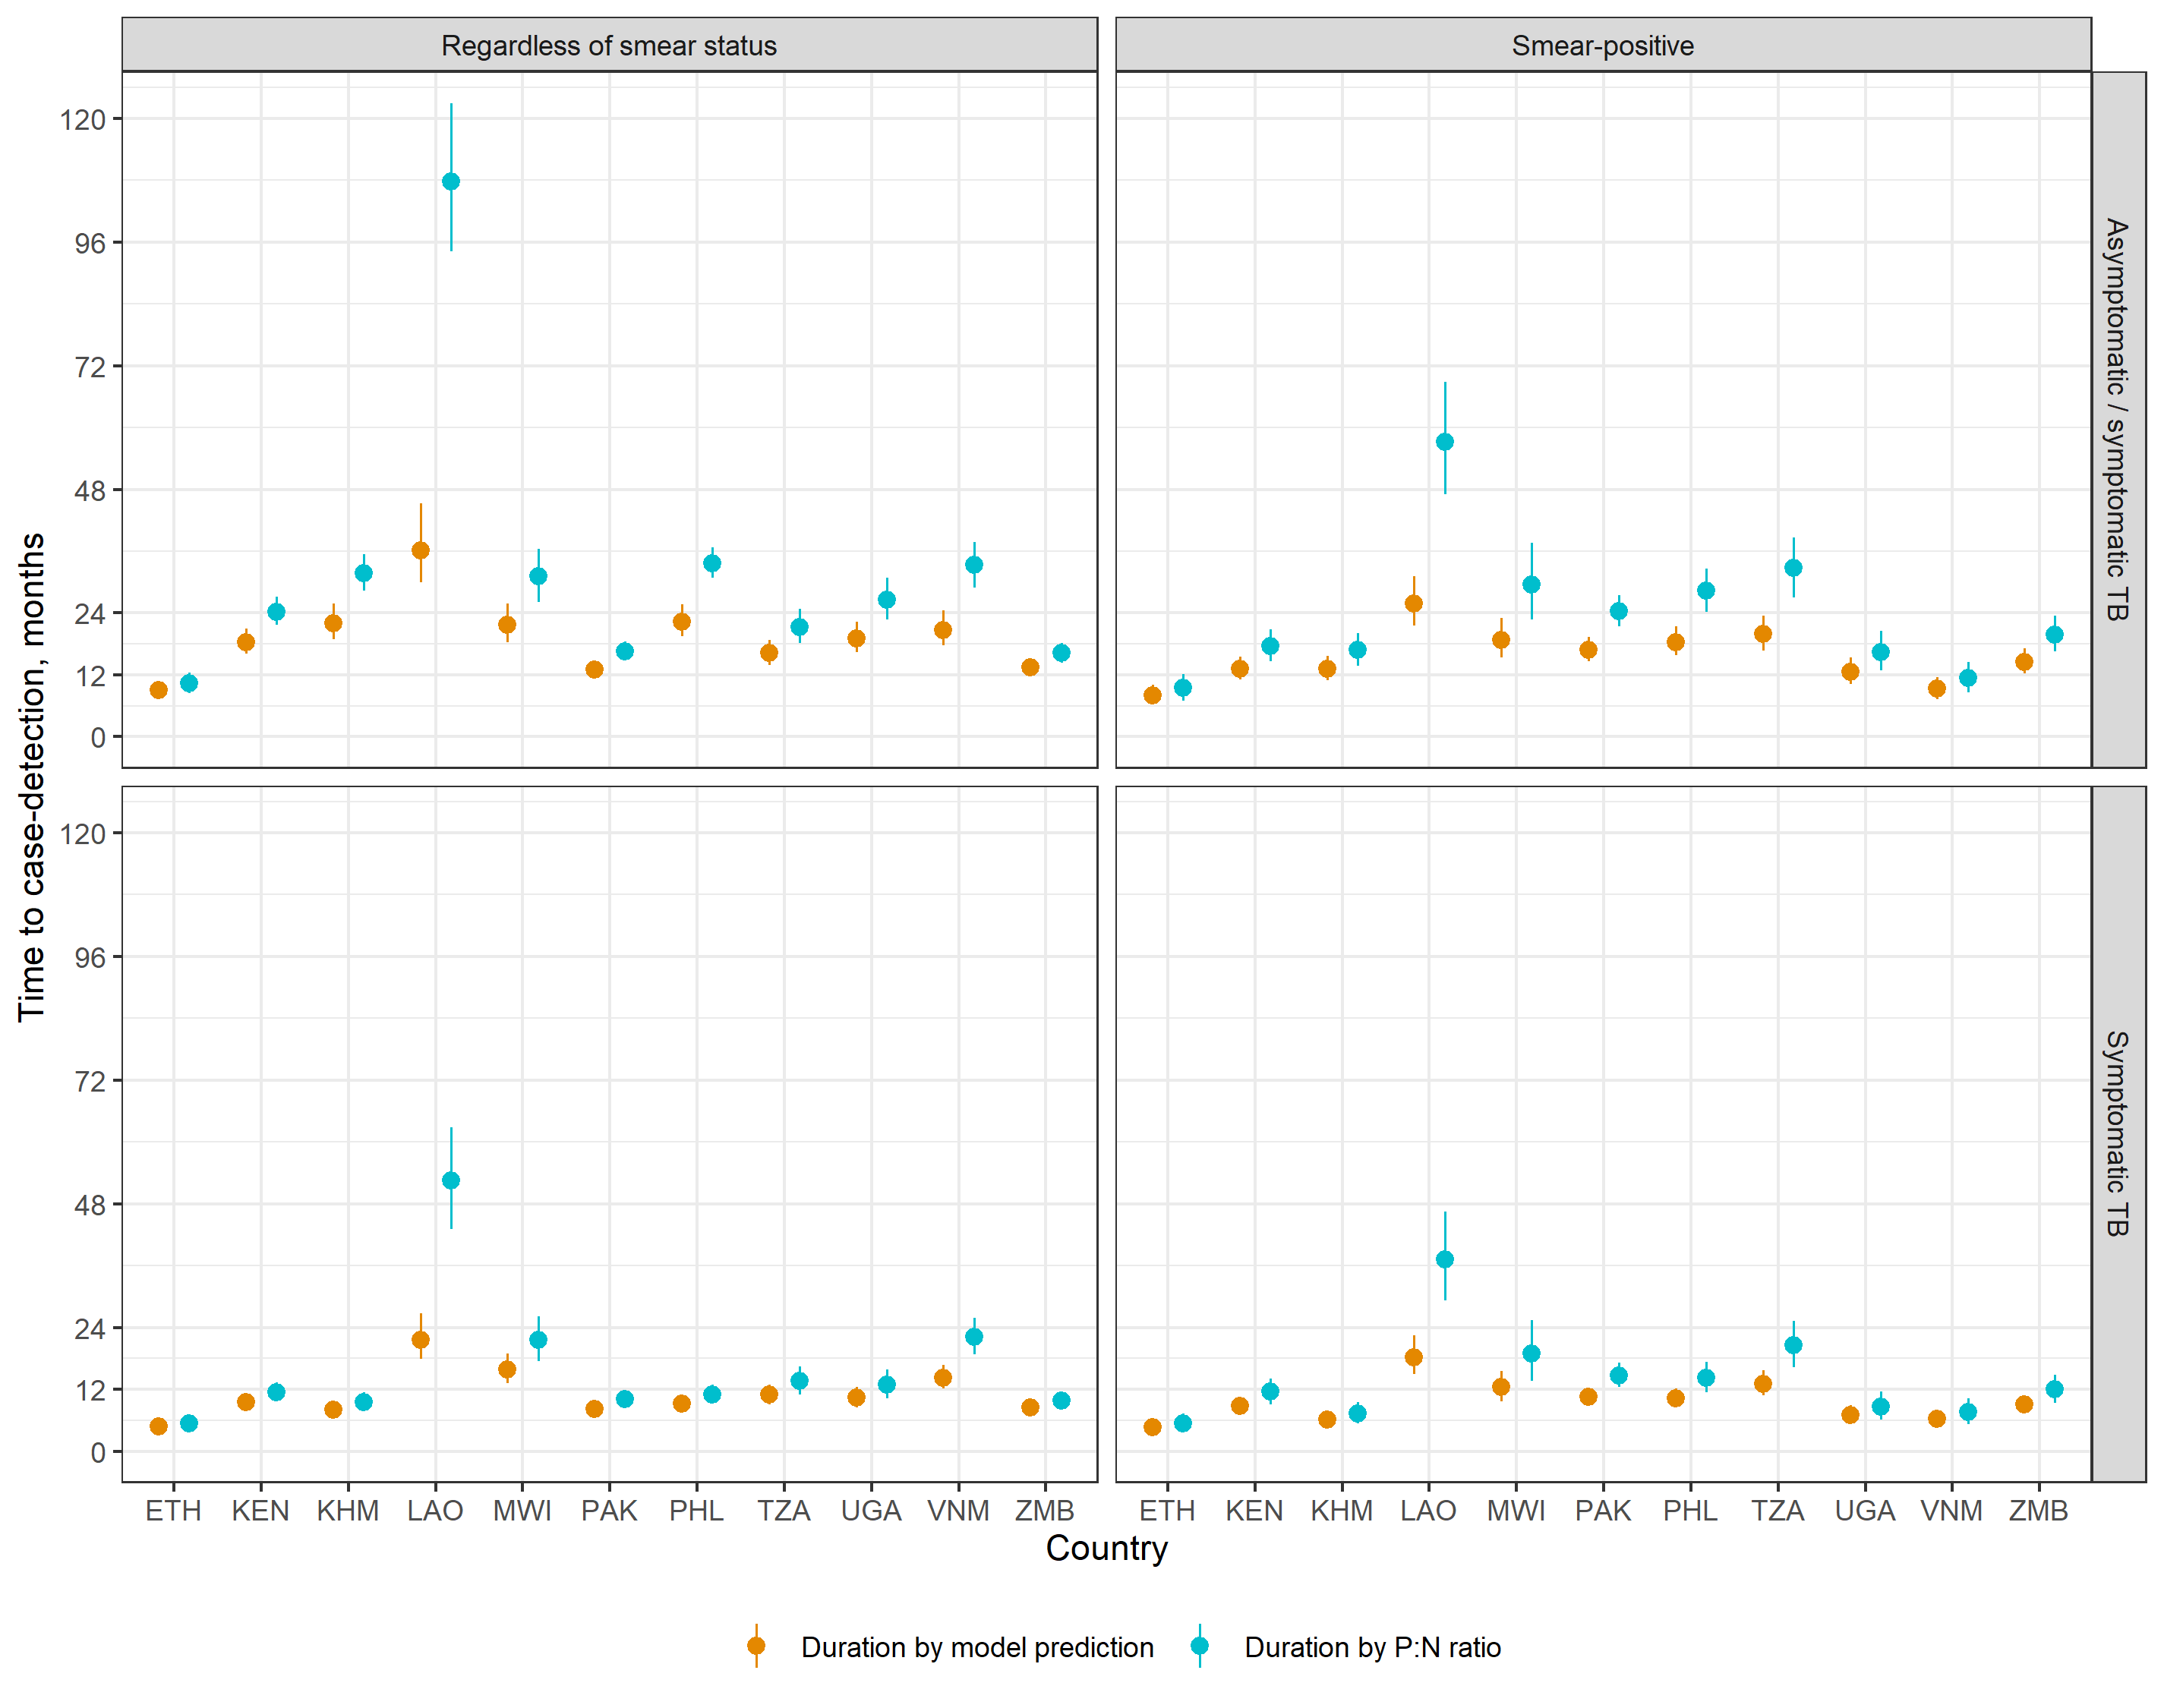 Regardless of smear status
Smear-positive
120
96
72
48
24
12
0
Asymptomatic / symptomatic TB
Time to case-detection, months
120
96
72
48
24
12
0
Symptomatic TB
ETH KEN KHM LAO MWI PAK PHL TZA UGA VNM ZMB
ETH KEN KHM LAO MWI PAK PHL TZA UGA VNM ZMB
Country
Duration by model prediction
Duration by P:N ratio